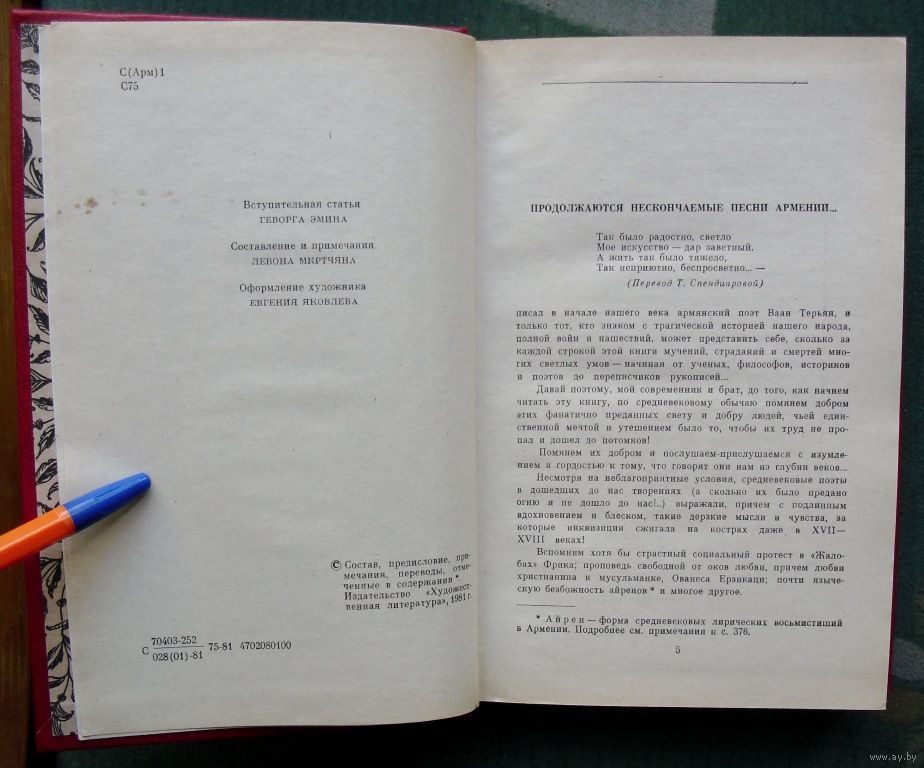 С(Арм)1
С75
Вступительная статья
ГЕВОРГА ЭМИНА
Составление и примечания
ЛЕВОНА МКРТЧЯНА
Оформление художника
ЕВГЕНИЯ ЯКОВЛЕВА
© Состав, предисловие, при-
мечания, переводы, отме-
ченные в содержании *
Издательство «Художест-
венная литература», 1981 г.
С 70403-252
028(01)-81 75-81 4702080100
ПРОДОЛЖАЮТСЯ НЕСКОНЧАЕМЫЕ ПЕСНИ АРМЕНИИ...
Так было радостно, светло
Мое искусство — дар заветный.
А жить так было тяжело,
Так неприютно, беспросветно... —
(Перевод Т. Спендиаровой)
писал в начале нашего века армянский поэт Ваан Терьян, и
только тот, кто знаком с трагической историей нашего народа,
полной войн и нашествий, может представить себе, сколько за
каждой строкой этой книги мучений, страданий и смертей мно-
гих светлых умов — начиная от ученых, философов, историков
и поэтов до переписчиков рукописей...
Давай поэтому, мой современник и брат, до того, как начнем
читать эту книгу, по средневековому обычаю помянем добром
этих фанатично преданных свету и добру людей, чьей един-
ственной мечтой и утешением было то, чтобы их труд не про-
пал и дошел до потомков!
Помянем их добром и послушаем-прислушаемся с изумле-
нием и гордостью к тому, что говорят они нам из глубин веков...
Несмотря на неблагоприятные условия, средневековые поэты
в дошедших до нас творениях (а сколько их было предано
огню и не дошло до нас!..) выражали, причем с подлинным
вдохновением и блеском, такие дерзкие мысли и чувства, за
которые инквизиция сжигала на кострах даже в XVII—
XVIII веках!
Вспомним хотя бы страстный социальный протест в «Жало-
бах» Фрика; проповедь свободной от оков любви, причем любви
христианина к мусульманке, Ованеса Ерзнкаци; почти языче-
скую безбожность айренов * и многое другое.
* Айрен — форма средневековых лирических восьмистиший
в Армении. Подробнее см. примечания к с. 376.
5
www.ay.by